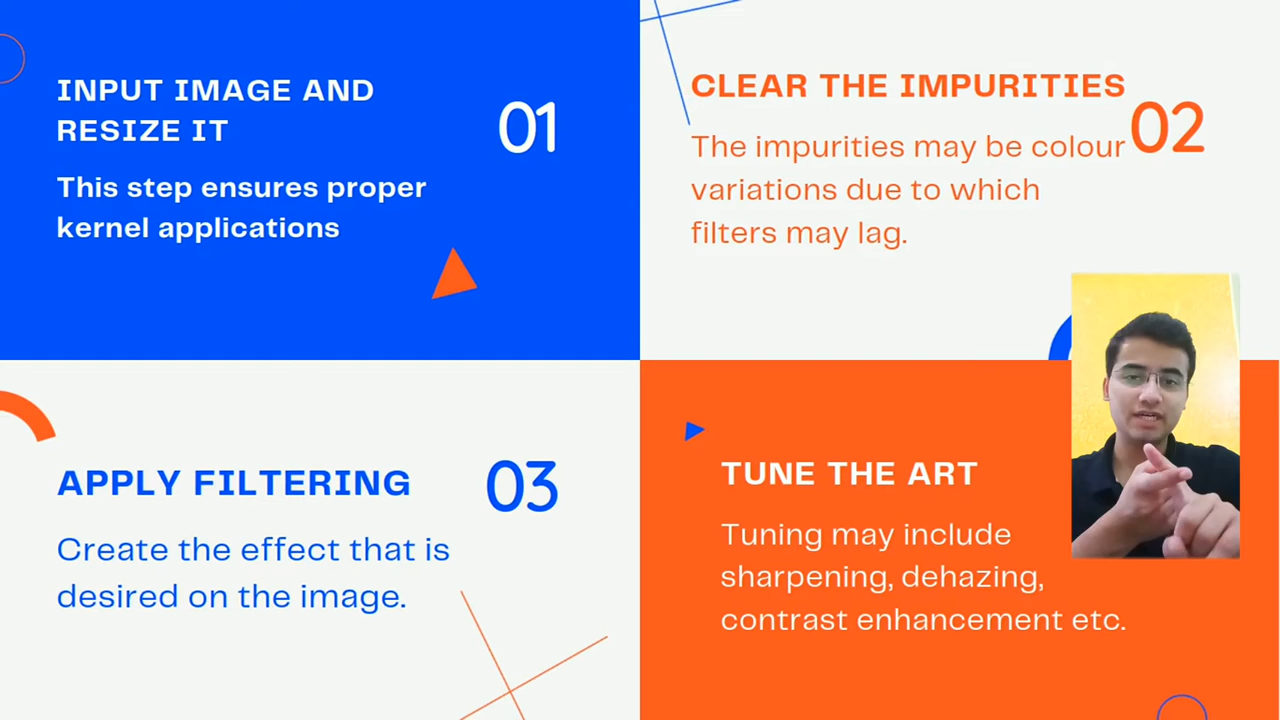 INPUT IMAGE AND
RESIZE IT
01
This step ensures proper
kernel applications
CLEAR THE IMPURITIES
02
The impurities may be colour
variations due to which
filters may lag.
APPLY FILTERING
03
Create the effect that is
desired on the image.
TUNE THE ART
Tuning may include
sharpening, dehazing,
contrast enhancement etc.